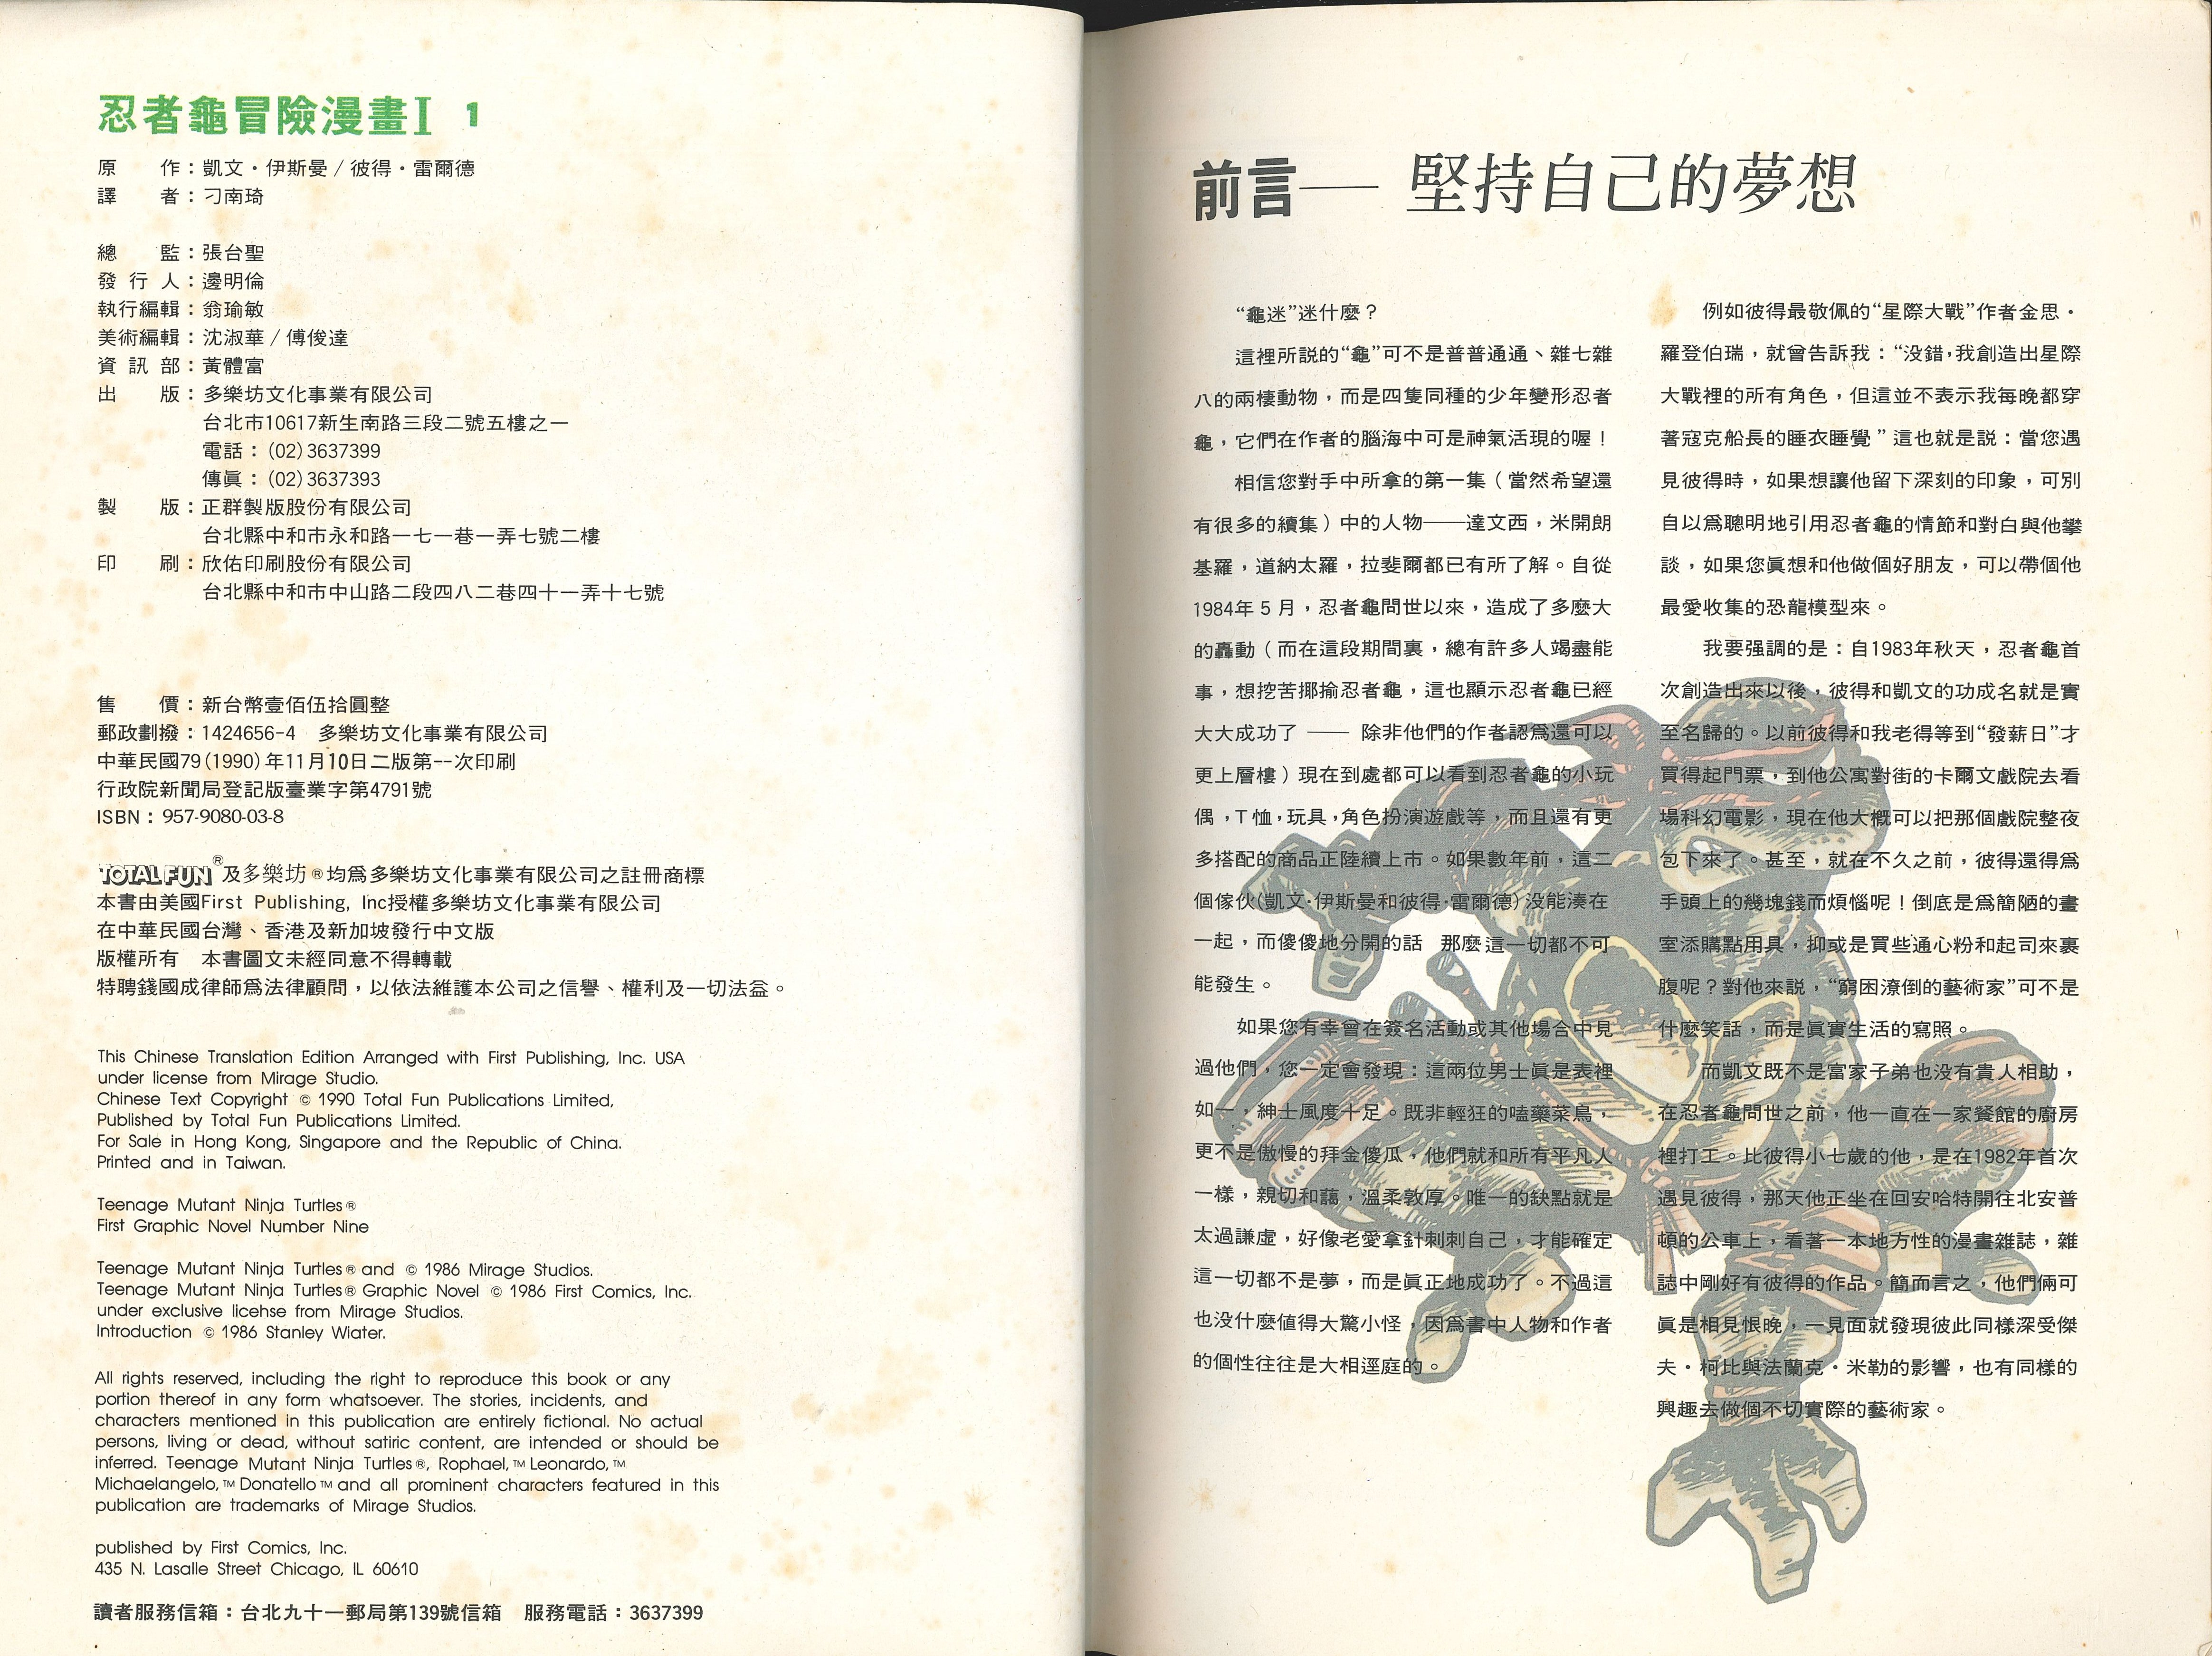 忍者龜冒險漫畫I 1
原　　作：凱文・伊斯曼／彼得・雷爾德
譯　　者：刁南琦
總　　監：張台聖
發 行 人：邊明倫
執行編輯：翁瑜敏
美術編輯：沈淑華／傅俊達
資 訊 部：黃體富
出　　版：多樂坊文化事業有限公司
台北市10617新生南路三段二號五樓之一
電話：(02)3637399
傳眞：(02)3637393
製　　版：正群製版股份有限公司
台北縣中和市永和路一七一巷一弄七號二樓
印　　刷：欣佑印刷股份有限公司
台北縣中和市中山路二段四八二巷四十一弄十七號
售　　價：新台幣壹佰伍拾圓整
郵政劃撥：1424656-4　多樂坊文化事業有限公司
中華民國79(1990)年11月10日二版第一次印刷
行政院新聞局登記版臺業字第4791號
ISBN：957-9080-03-8
TOTAL FUN®及多樂坊®均爲多樂坊文化事業有限公司之註冊商標
本書由美國First Publishing, Inc授權多樂坊文化事業有限公司
在中華民國台灣、香港及新加坡發行中文版
版權所有　本書圖文未經同意不得轉載
特聘錢國成律師爲法律顧問，以依法維護本公司之信譽、權利及一切法益。
This Chinese Translation Edition Arranged with First Publishing, Inc. USA
under license from Mirage Studio.
Chinese Text Copyright © 1990 Total Fun Publications Limited,
Published by Total Fun Publications Limited.
For Sale in Hong Kong, Singapore and the Republic of China.
Printed and in Taiwan.
Teenage Mutant Ninja Turtles®
First Graphic Novel Number Nine
Teenage Mutant Ninja Turtles® and © 1986 Mirage Studios.
Teenage Mutant Ninja Turtles® Graphic Novel © 1986 First Comics, Inc.
under exclusive licehse from Mirage Studios.
Introduction © 1986 Stanley Wiater.
All rights reserved, including the right to reproduce this book or any
portion thereof in any form whatsoever. The stories, incidents, and
characters mentioned in this publication are entirely fictional. No actual
persons, living or dead, without satiric content, are intended or should be
inferred. Teenage Mutant Ninja Turtles®, Rophael,™ Leonardo,™
Michaelangelo,™ Donatello™ and all prominent characters featured in this
publication are trademarks of Mirage Studios.
published by First Comics, Inc.
435 N. Lasalle Street Chicago, IL 60610
讀者服務信箱：台北九十一郵局第139號信箱　服務電話：3637399
前言——堅持自己的夢想
“龜迷”迷什麼？
這裡所説的“龜”可不是普普通通、雜七雜
八的兩棲動物，而是四隻同種的少年變形忍者
龜，它們在作者的腦海中可是神氣活現的喔！
相信您對手中所拿的第一集（當然希望還
有很多的續集）中的人物——達文西，米開朗
基羅，道納太羅，拉斐爾都已有所了解。自從
1984年5月，忍者龜問世以來，造成了多麼大
的轟動（而在這段期間裏，總有許多人竭盡能
事，想挖苦揶揄忍者龜，這也顯示忍者龜已經
大大成功了——除非他們的作者認爲還可以
更上層樓）現在到處都可以看到忍者龜的小玩
偶，T恤，玩具，角色扮演遊戲等，而且還有更
多搭配的商品正陸續上市。如果數年前，這二
個傢伙(凱文·伊斯曼和彼得·雷爾德)没能湊在
一起，而傻傻地分開的話　那麼這一切都不可
能發生。
如果您有幸曾在簽名活動或其他場合中見
過他們，您一定會發現：這兩位男士眞是表裡
如一，紳士風度十足。既非輕狂的嗑藥菜鳥，
更不是傲慢的拜金傻瓜，他們就和所有平凡人
一樣，親切和藹，溫柔敦厚。唯一的缺點就是
太過謙虛，好像老愛拿針刺刺自己，才能確定
這一切都不是夢，而是眞正地成功了。不過這
也没什麼值得大驚小怪，因爲書中人物和作者
的個性往往是大相逕庭的。
例如彼得最敬佩的“星際大戰”作者金思・
羅登伯瑞，就曾告訴我：“没錯，我創造出星際
大戰裡的所有角色，但這並不表示我每晚都穿
著寇克船長的睡衣睡覺”這也就是説：當您遇
見彼得時，如果想讓他留下深刻的印象，可別
自以爲聰明地引用忍者龜的情節和對白與他攀
談，如果您眞想和他做個好朋友，可以帶個他
最愛收集的恐龍模型來。
我要强調的是：自1983年秋天，忍者龜首
次創造出來以後，彼得和凱文的功成名就是實
至名歸的。以前彼得和我老得等到“發薪日”才
買得起門票，到他公寓對街的卡爾文戲院去看
場科幻電影，現在他大概可以把那個戲院整夜
包下來了。甚至，就在不久之前，彼得還得爲
手頭上的幾塊錢而煩惱呢！倒底是爲簡陋的畫
室添購點用具，抑或是買些通心粉和起司來裹
腹呢？對他來説，“窮困潦倒的藝術家”可不是
什麼笑話，而是眞實生活的寫照。
而凱文既不是富家子弟也没有貴人相助，
在忍者龜問世之前，他一直在一家餐館的廚房
裡打工。比彼得小七歲的他，是在1982年首次
遇見彼得，那天他正坐在回安哈特開往北安普
頓的公車上，看著一本地方性的漫畫雜誌，雜
誌中剛好有彼得的作品。簡而言之，他們倆可
眞是相見恨晚，一見面就發現彼此同樣深受傑
夫・柯比與法蘭克・米勒的影響，也有同樣的
興趣去做個不切實際的藝術家。